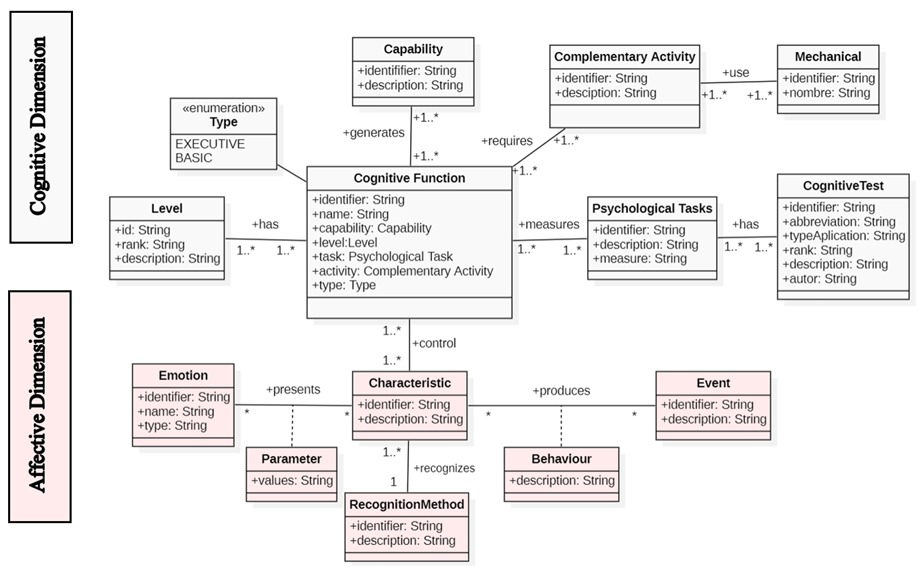 Cognitive Dimension
Capability
+identififier: String
+description: String
Complementary Activity
+identifier: String
+desciption: String
+use
+1..*
+1..*
Mechanical
+identifier: String
+nombre: String
«enumeration»
Type
EXECUTIVE
BASIC
+1..*
+generates
+1..*
+requires
+1..*
+1..*
Cognitive Function
+identifier: String
+name: String
+capability: Capability
+level:Level
+task: Psychological Task
+activity: Complementary Activity
+type: Type
Level
+id: String
+rank: String
+description: String
+has
1..*
1..*
+measures
1..*
1..*
Psychological Tasks
+identifier: String
+description: String
+measure: String
+has
1..*
1..*
CognitiveTest
+identifier: String
+abbreviation: String
+typeAplication: String
+rank: String
+description: String
+autor: String
Affective Dimension
1..*
+control
1..*
Emotion
+identifier: String
+name: String
+type: String
+presents
*
*
Characteristic
+identifier: String
+description: String
+produces
*
*
Event
+identifier: String
+description: String
Parameter
+values: String
1..*
+recognizes
1
Behaviour
+description: String
RecognitionMethod
+identifier: String
+description: String